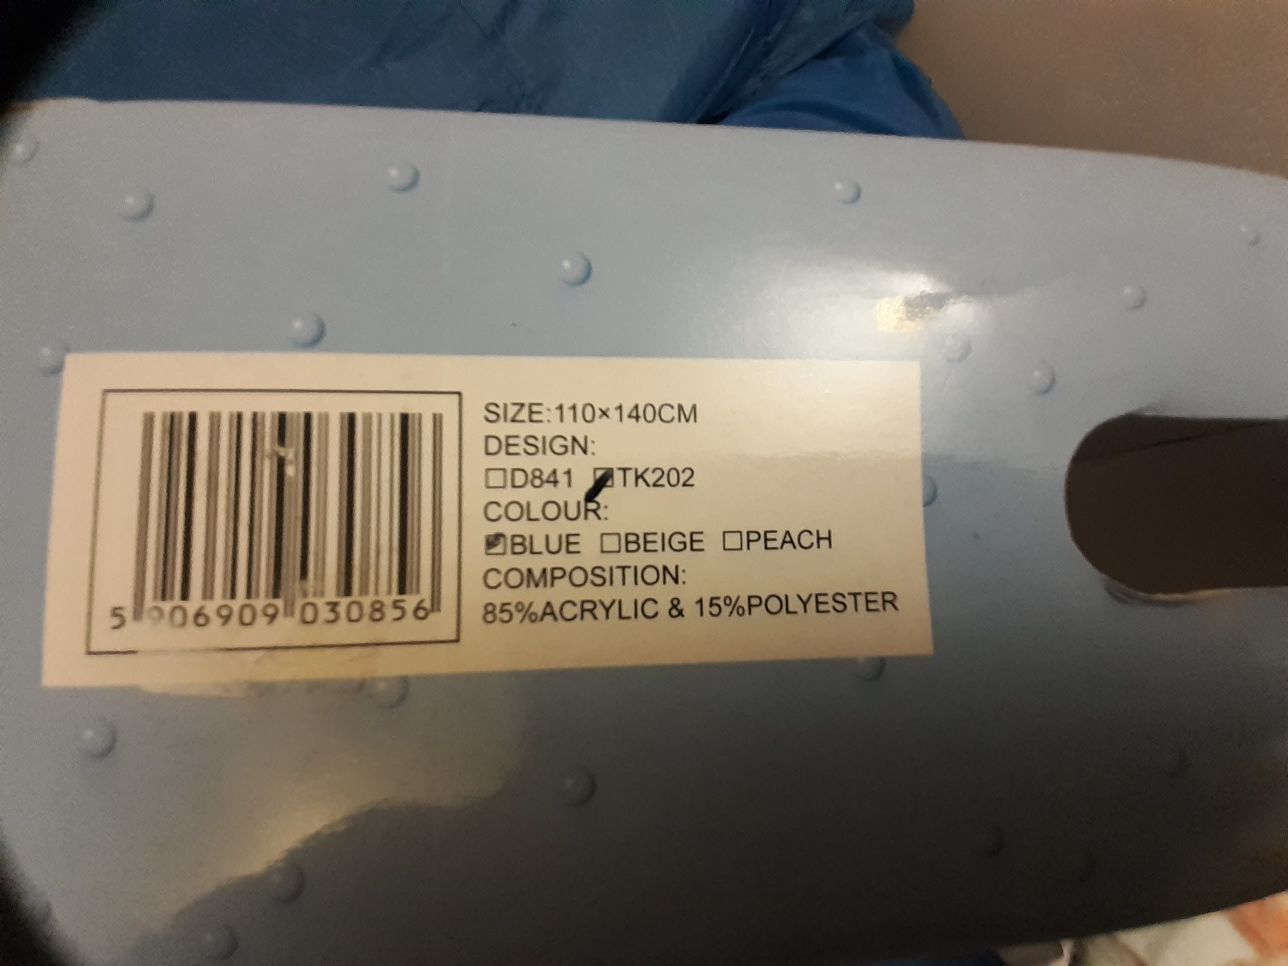 SIZE:110×140CM
DESIGN:
☐D841 ☑TK202
COLOUR:
☑BLUE ☐BEIGE ☐PEACH
COMPOSITION:
85%ACRYLIC & 15%POLYESTER
5 906909 030856